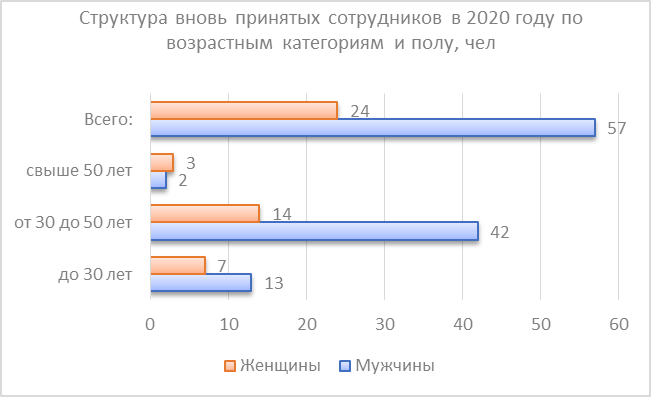 Структура вновь принятых сотрудников в 2020 году по
возрастным категориям и полу, чел
Всего:
24
57
свыше 50 лет
3
2
от 30 до 50 лет
14
42
до 30 лет
7
13
0 10 20 30 40 50 60
Женщины Мужчины